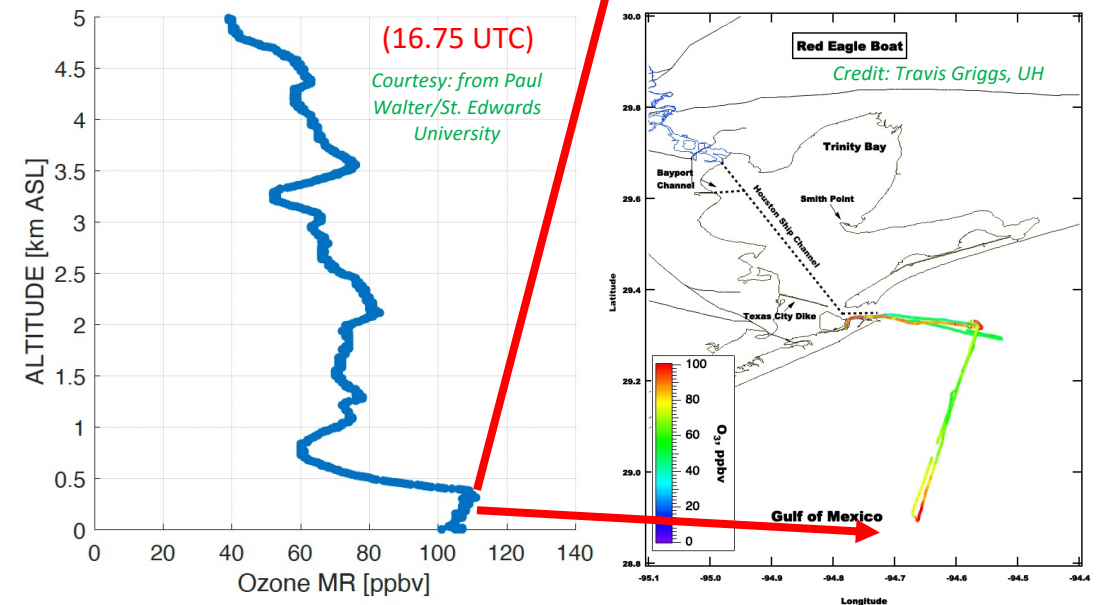 5
4.5
4
3.5
3
2.5
2
1.5
1
0.5
0
ALTITUDE [km ASL]
0 20 40 60 80 100 120 140
Ozone MR [ppbv]
(16.75 UTC)
Courtesy: from Paul
Walter/St. Edwards
University
30.0
29.8
29.6
29.4
29.2
29.0
28.8
Latitude
Red Eagle Boat
Credit: Travis Griggs, UH
Trinity Bay
Bayport
Channel
Smith Point
Houston Ship Channel
Texas City Dike
100
80
60
40
20
0
O3, ppbv
Gulf of Mexico
-95.1 -95.0 -94.9 -94.8 -94.7 -94.6 -94.5 -94.4
Longitude